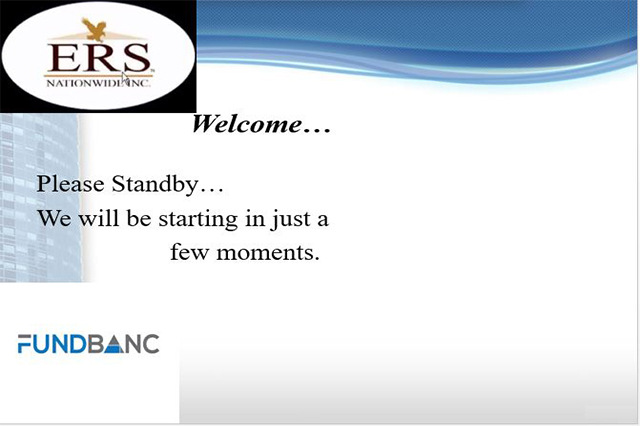 ERS
NATIONWIDE INC.
Welcome…
Please Standby…
We will be starting in just a
few moments.
FUNDBANC